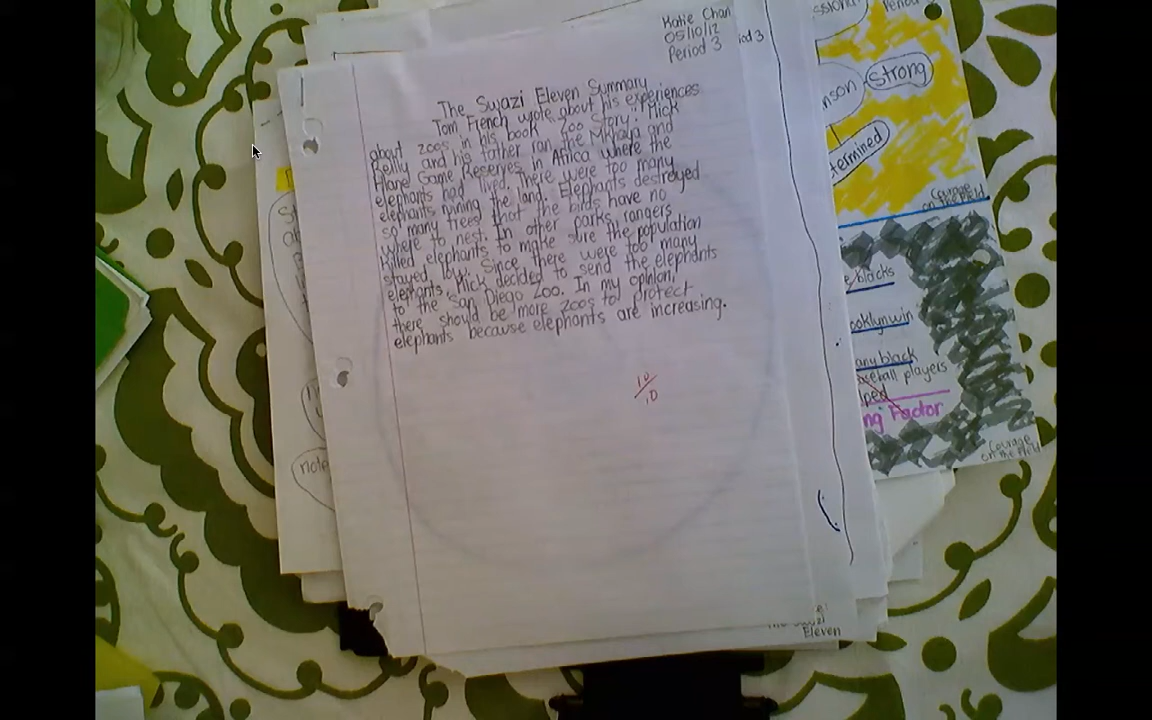 Katie Chan
05/10/12
Period 3
The Swazi Eleven Summary
Tom French wrote about his experiences
about zoos in his book "Zoo Story." Mick
Reilly and his father ran the Mkhaya and
Hlane Game Reserves in Africa where the
elephants had lived. There were too many
elephants ruining the land. Elephants destroyed
so many trees that the birds have no
where to nest. In other parks, rangers
killed elephants to make sure the population
stayed low. Since there were too many
elephants, Mick decided to send the elephants
to the San Diego Zoo. In my opinion,
there should be more zoos to protect
elephants because elephants are increasing.
10/10
Eleven
strong
Courage
on the Field
blacks
any black
players
Factor
Courage
on the Field
note